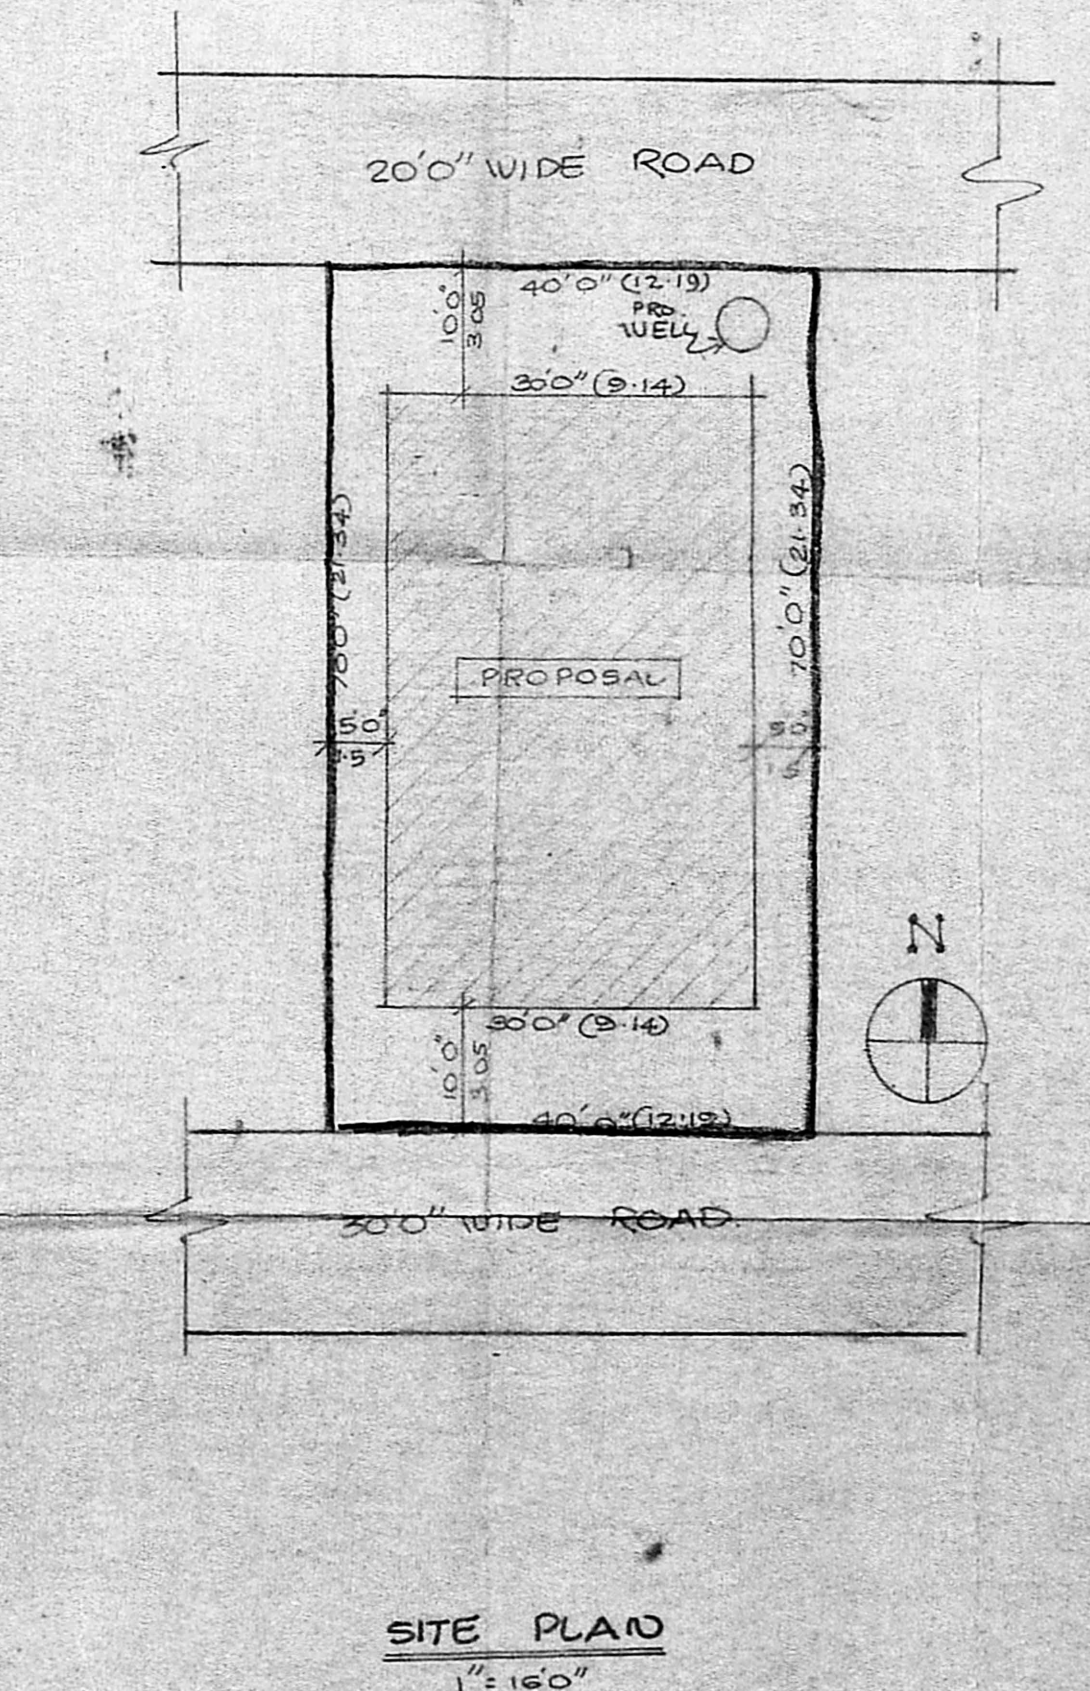 20'0" WIDE ROAD
40'0" (12.19)
10'0"
3.05
PRO.
WELL
30'0" (9.14)
70'0" (21.34)
70'0" (21.34)
PROPOSAL
5'0"
1.5
5'0"
1.5
N
30'0" (9.14)
10'0"
3.05
40'0" (12.19)
30'0" WIDE ROAD.
SITE PLAN
1" = 16'0"